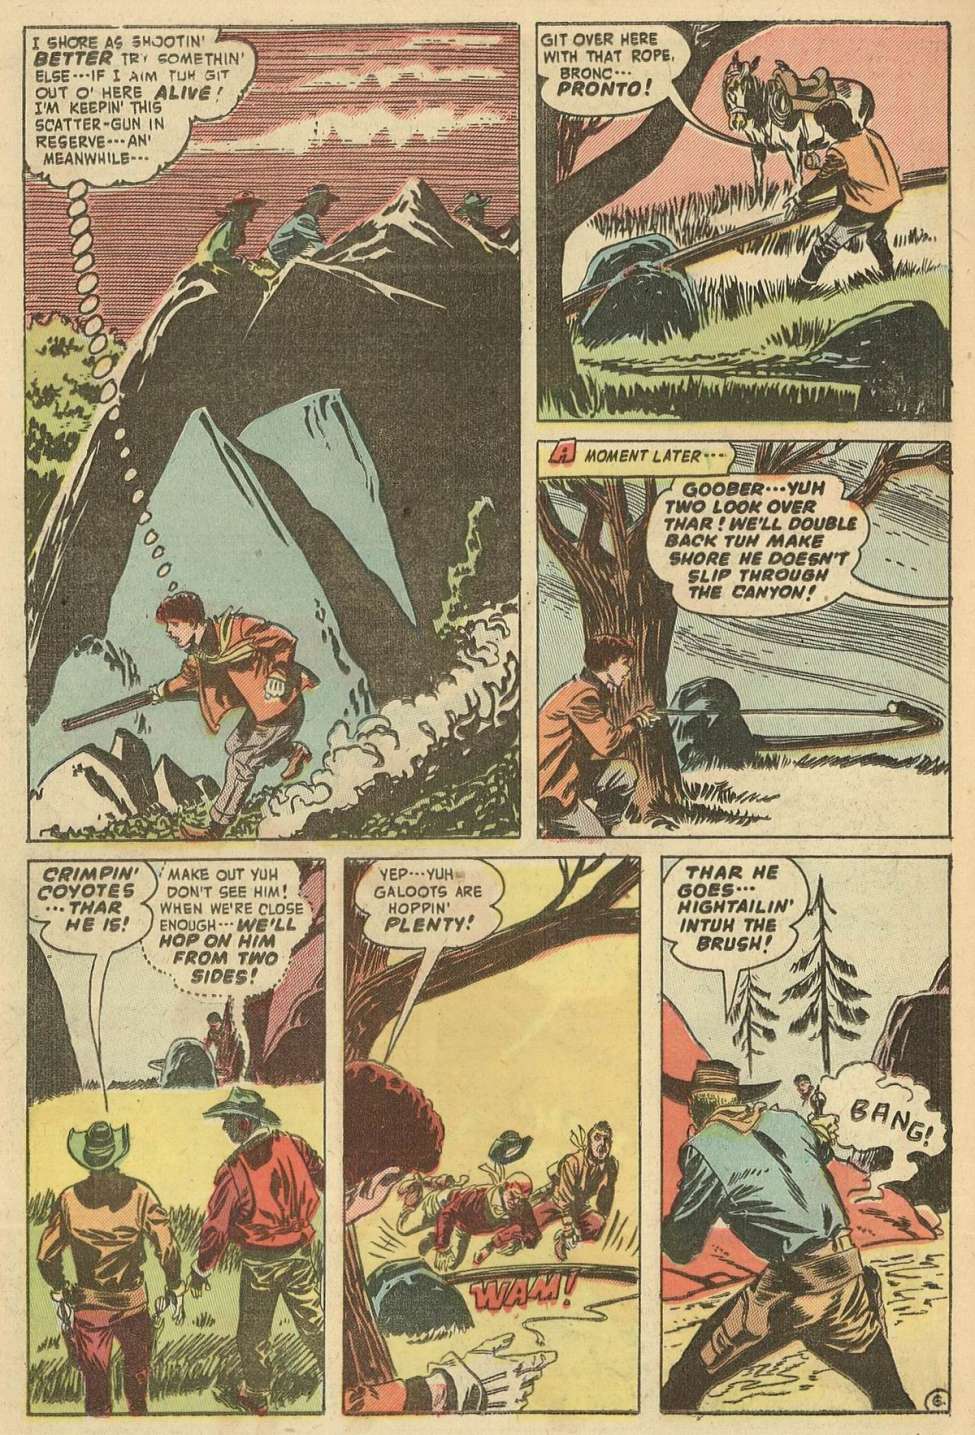 I SHORE AS SHOOTIN'
BETTER TRY SOMETHIN'
ELSE---IF I AIM TUH GIT
OUT O' HERE ALIVE!
I'M KEEPIN' THIS
SCATTER-GUN IN
RESERVE---AN'
MEANWHILE---
GIT OVER HERE
WITH THAT ROPE,
BRONC---
PRONTO!
A MOMENT LATER----
GOOBER---YUH
TWO LOOK OVER
THAR! WE'LL DOUBLE
BACK TUH MAKE
SHORE HE DOESN'T
SLIP THROUGH
THE CANYON!
CRIMPIN'
COYOTES
---THAR
HE IS!
MAKE OUT YUH
DON'T SEE HIM!
WHEN WE'RE CLOSE
ENOUGH---WE'LL
HOP ON HIM
FROM TWO
SIDES!
YEP---YUH
GALOOTS ARE
HOPPIN'
PLENTY!
WAM!
THAR HE
GOES---
HIGHTAILIN'
INTUH THE
BRUSH!
BANG!
6.